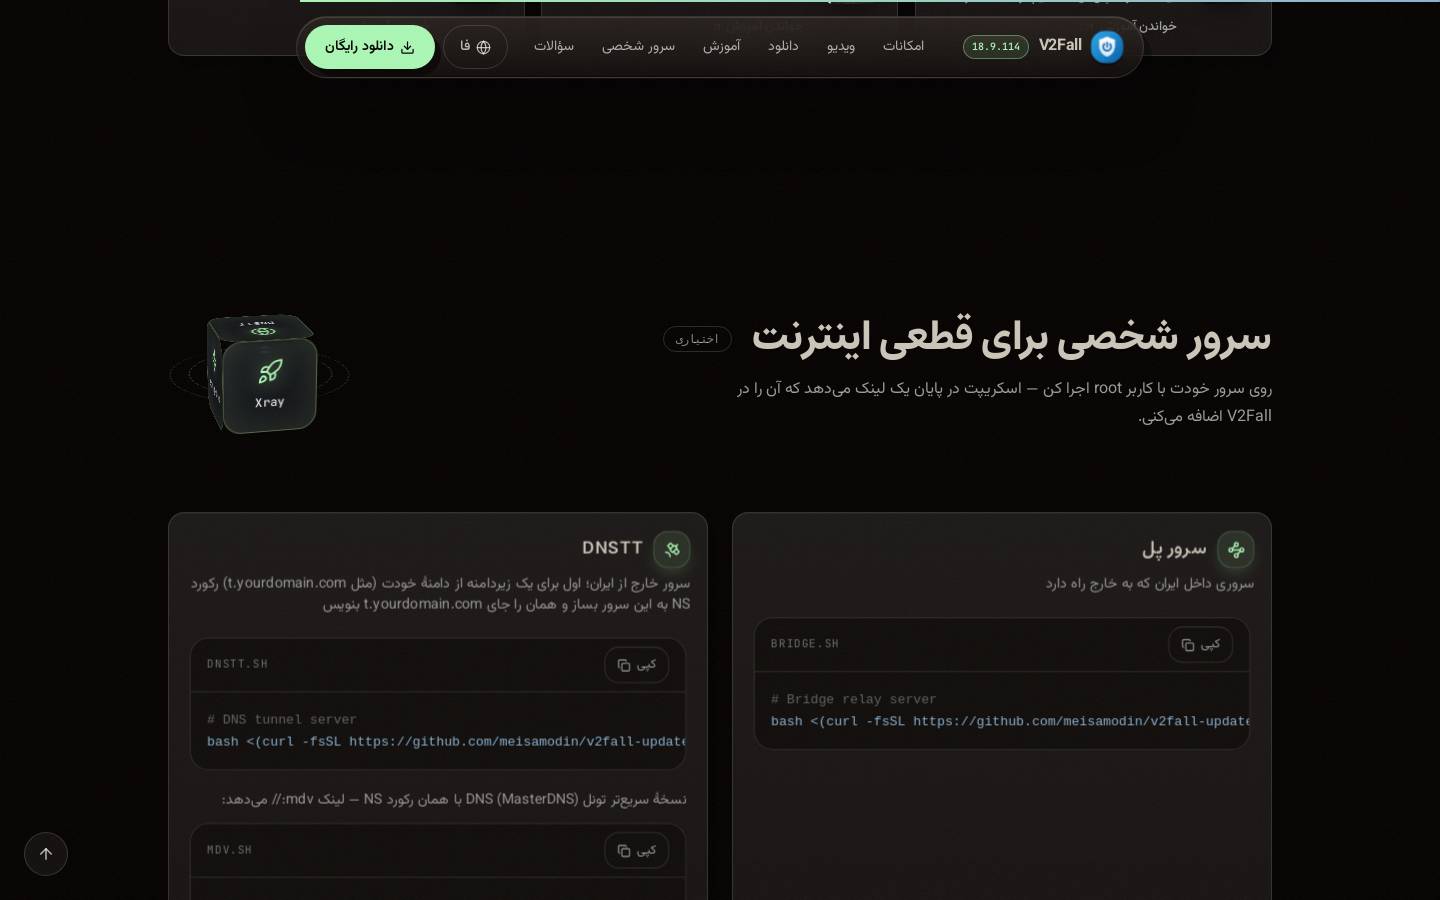 خواندن آموزش
V2Fall
18.9.114
امکانات
ویدیو
دانلود
آموزش
سرور شخصی
سؤالات
فا
دانلود رایگان
سرور شخصی برای قطعی اینترنت
اختیاری
روی سرور خودت با کاربر root اجرا کن — اسکریپت در پایان یک لینک می‌دهد که آن را در
V2Fall اضافه می‌کنی.
Xray
سرور پل
سروری داخل ایران که به خارج راه دارد
BRIDGE.SH
کپی
# Bridge relay server
bash <(curl -fsSL https://github.com/meisamodin/v2fall-update
DNSTT
سرور خارج از ایران؛ اول برای یک زیردامنه از دامنهٔ خودت (مثل t.yourdomain.com) رکورد
NS به این سرور بساز و همان را جای t.yourdomain.com بنویس
DNSTT.SH
کپی
# DNS tunnel server
bash <(curl -fsSL https://github.com/meisamodin/v2fall-update
نسخهٔ سریع‌تر تونل DNS (MasterDNS) با همان رکورد NS — لینک mdv:// می‌دهد:
MDV.SH
کپی